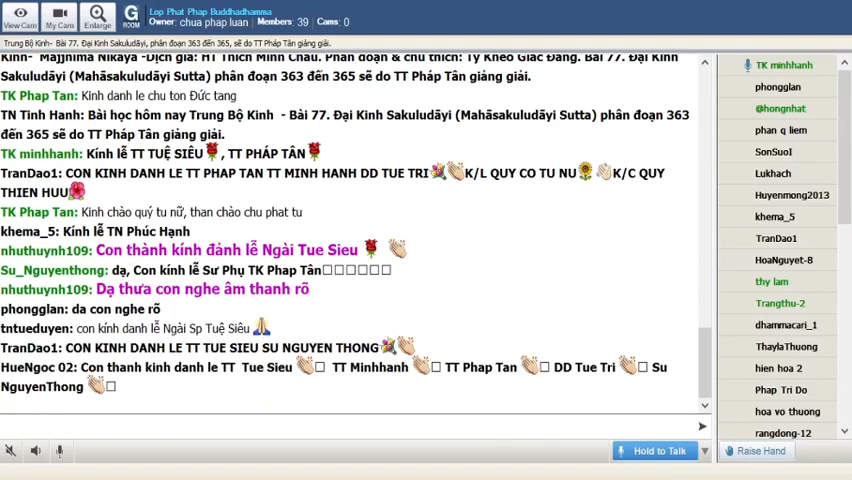 Lop Phat Phap Buddhadhamma
Owner: chua phap luan  Members: 39  Cams: 0
View Cam
My Cam
Enlarge
G
ROOM
Trung Bộ Kinh- Bài 77. Đại Kinh Sakuludāyi, phân đoạn 363 đến 365, sẽ do TT Pháp Tân giảng giải.
Kinh- Majjhima Nikaya -Dịch giả: HT Thích Minh Châu. Phân đoạn & chú thích: Tỳ Kheo Giác Đẳng. Bài 77. Đại Kinh
Sakuludāyi (Mahāsakuludāyi Sutta) phân đoạn 363 đến 365 sẽ do TT Pháp Tân giảng giải.
TK Phap Tan: Kinh danh le chu ton Đức tang
TN Tinh Hanh: Bài học hôm nay Trung Bộ Kinh - Bài 77. Đại Kinh Sakuludāyi (Mahāsakuludāyi Sutta) phân đoạn 363
đến 365 sẽ do TT Pháp Tân giảng giải.
TK minhhanh: Kính lễ TT TUỆ SIÊU🌹, TT PHÁP TÂN🌹
TranDao1: CON KINH DANH LE TT PHAP TAN TT MINH HANH DD TUE TRI💐👏K/L QUY CO TU NU🌻👏K/C QUY
THIEN HUU🌺
TK Phap Tan: Kinh chào quý tu nữ, than chào chu phat tu
khema_5: Kính lễ TN Phúc Hạnh
nhuthuynh109: Con thành kính đảnh lễ Ngài Tue Sieu 🌹 👏
Su_Nguyenthong: dạ, Con kính lễ Sư Phụ TK Phap Tân□□□□□□
nhuthuynh109: Dạ thưa con nghe âm thanh rõ
phongglan: da con nghe rõ
tntueduyen: con kính danh lễ Ngài Sp Tuệ Siêu 🙏
TranDao1: CON KINH DANH LE TT TUE SIEU SU NGUYEN THONG💐👏
HueNgoc 02: Con thanh kinh danh le TT Tue Sieu 👏□ TT Minhhanh 👏□ TT Phap Tan 👏□ DD Tue Tri 👏□ Su
NguyenThong 👏□
Hold to Talk
TK minhhanh
phongglan
@hongnhat
phan q liem
SonSuoI
Lukhach
Huyenmong2013
khema_5
TranDao1
HoaNguyet-8
thy lam
Trangthu-2
dhammacari_1
ThaylaThuong
hien hoa 2
Phap Tri Do
hoa vo thuong
rangdong-12
Raise Hand